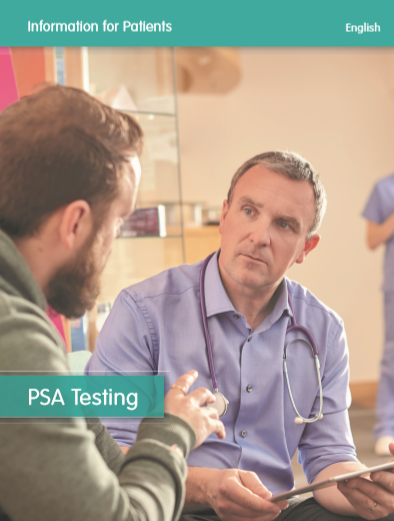 Information for Patients
English
PSA Testing